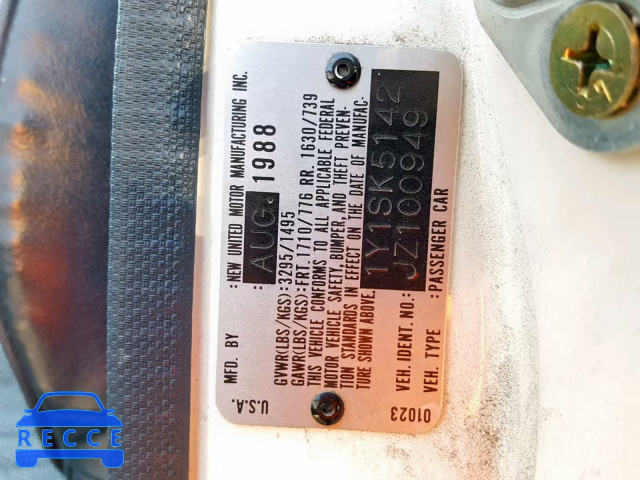 MFD. BY :NEW UNITED MOTOR MANUFACTURING INC.
AUG. 1988
GVWR(LBS/KGS):3295/1495
GAWR(LBS/KGS):FRT 1710/776 RR. 1630/739
THIS VEHICLE CONFORMS TO ALL APPLICABLE FEDERAL
MOTOR VEHICLE SAFETY, BUMPER, AND THEFT PREVEN-
TION STANDARDS IN EFFECT ON THE DATE OF MANUFAC-
TURE SHOWN ABOVE.
VEH. IDENT. NO.: 1Y1SK5142
JZ100949
VEH. TYPE :PASSENGER CAR
U.S.A.
01023
RECCE